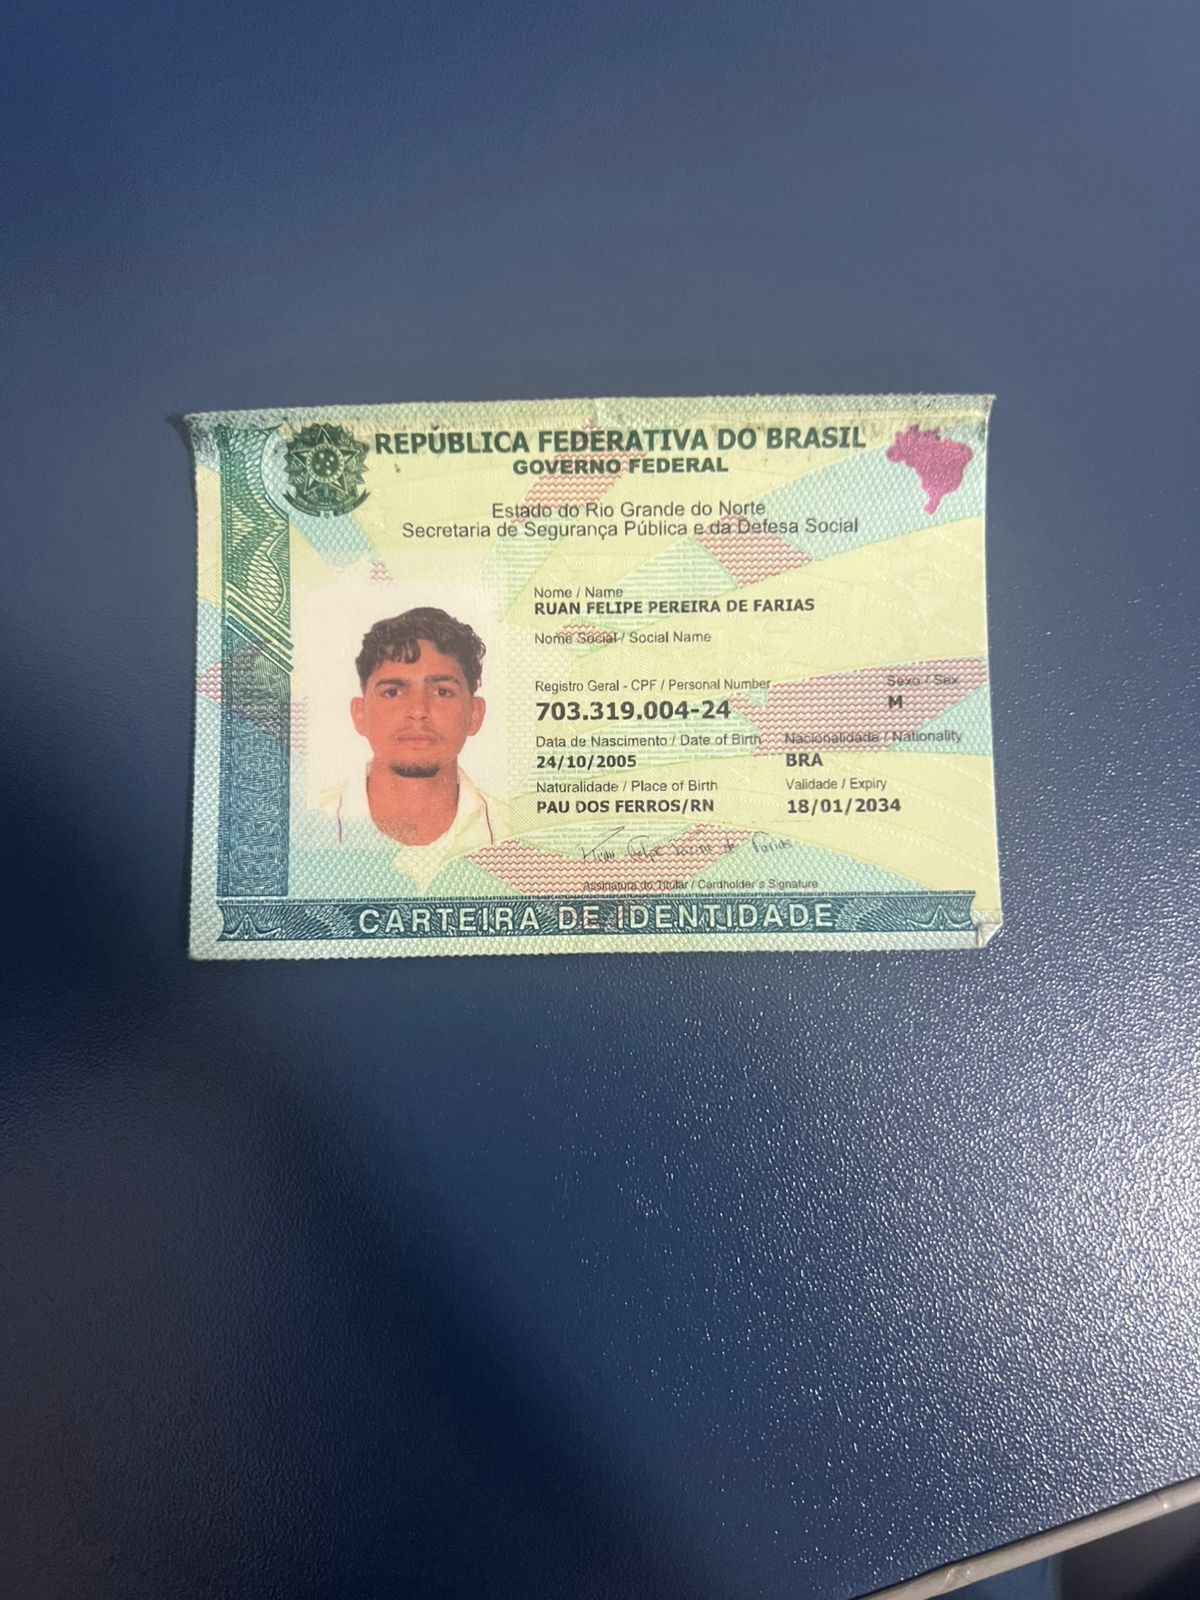 REPÚBLICA FEDERATIVA DO BRASIL
GOVERNO FEDERAL
Estado do Rio Grande do Norte
Secretaria de Segurança Pública e da Defesa Social
Nome / Name
RUAN FELIPE PEREIRA DE FARIAS
Nome Social / Social Name
Registro Geral - CPF / Personal Number
Sexo / Sex
703.319.004-24
M
Data de Nascimento / Date of Birth
Nacionalidade / Nationality
24/10/2005
BRA
Naturalidade / Place of Birth
Validade / Expiry
PAU DOS FERROS/RN
18/01/2034
Felipe de Farias
Assinatura do Titular / Cardholder's Signature
CARTEIRA DE IDENTIDADE